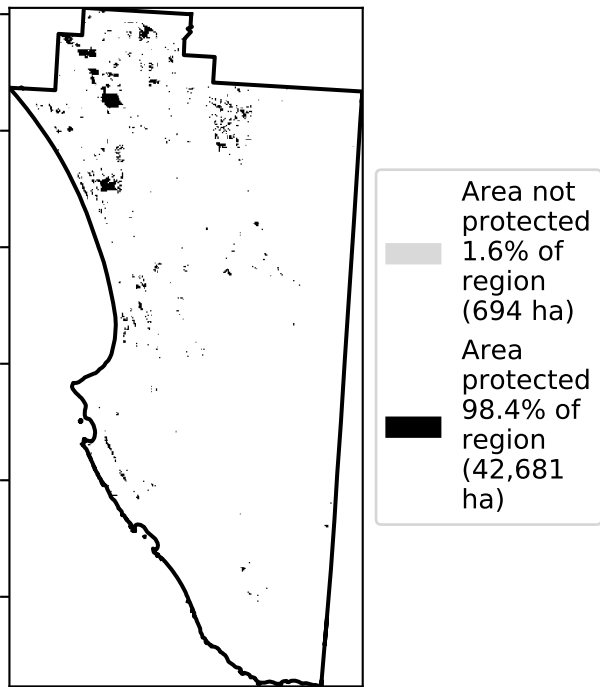 Area not
protected
1.6% of
region
(694 ha)
Area
protected
98.4% of
region
(42,681
ha)